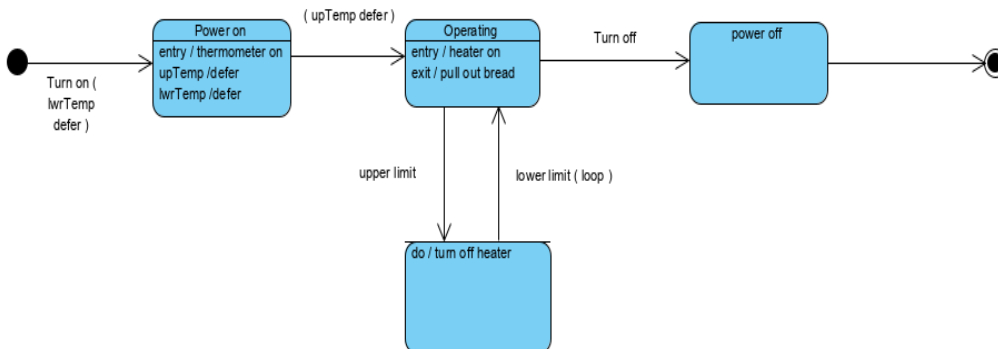 Power on
entry / thermometer on
upTemp /defer
lwrTemp /defer
Turn on (
lwrTemp
defer )
( upTemp defer )
Operating
entry / heater on
exit / pull out bread
Turn off
power off
upper limit
lower limit ( loop )
do / turn off heater